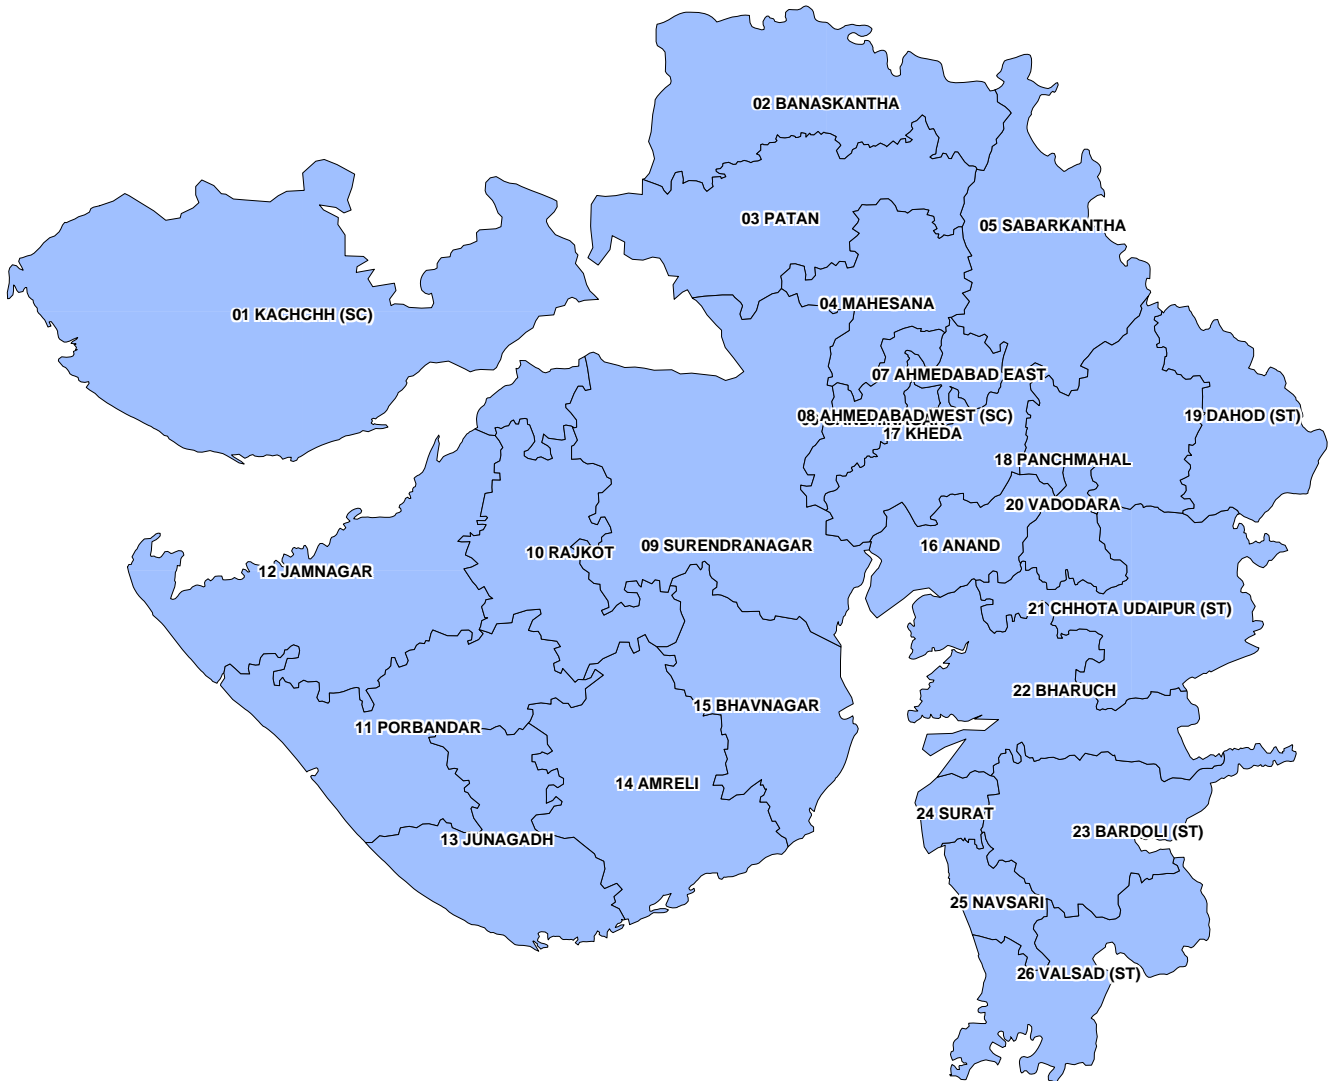 02 BANASKANTHA
03 PATAN
05 SABARKANTHA
04 MAHESANA
01 KACHCHH (SC)
07 AHMEDABAD EAST
08 AHMEDABAD WEST (SC)
19 DAHOD (ST)
17 KHEDA
18 PANCHMAHAL
20 VADODARA
09 SURENDRANAGAR
16 ANAND
10 RAJKOT
12 JAMNAGAR
21 CHHOTA UDAIPUR (ST)
22 BHARUCH
15 BHAVNAGAR
11 PORBANDAR
14 AMRELI
24 SURAT
23 BARDOLI (ST)
13 JUNAGADH
25 NAVSARI
26 VALSAD (ST)